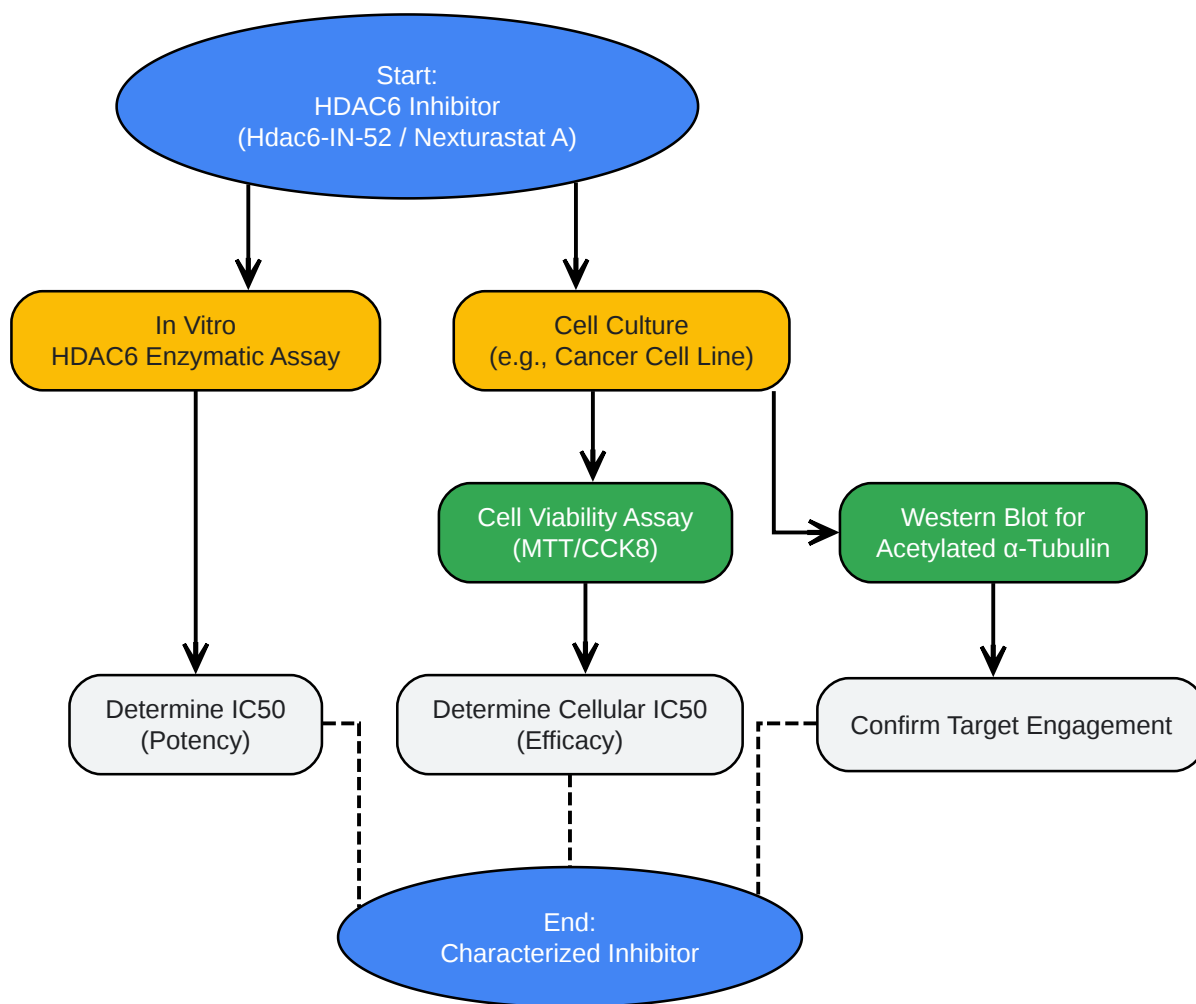 Start:
HDAC6 Inhibitor
(Hdac6-IN-52 / Nexturastat A)
In Vitro
HDAC6 Enzymatic Assay
Cell Culture
(e.g., Cancer Cell Line)
Cell Viability Assay
(MTT/CCK8)
Western Blot for
Acetylated α-Tubulin
Determine IC50
(Potency)
Determine Cellular IC50
(Efficacy)
Confirm Target Engagement
End:
Characterized Inhibitor